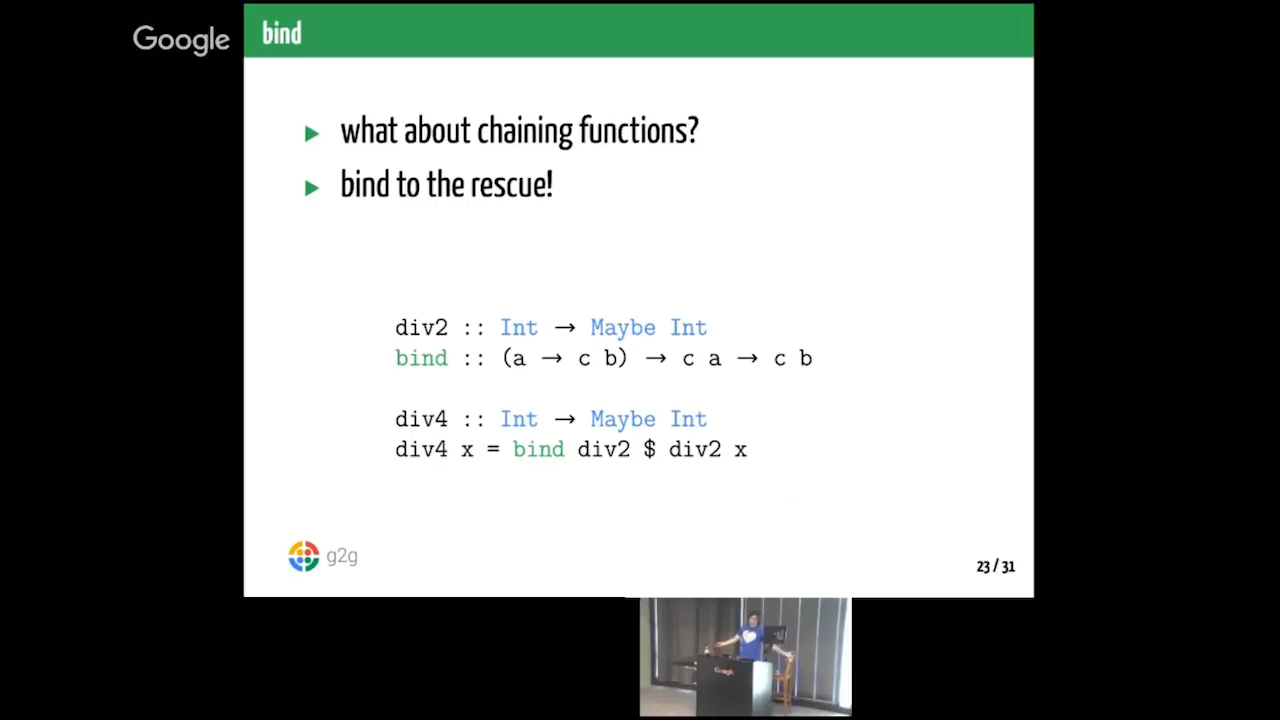 Google
bind
what about chaining functions?
bind to the rescue!
div2 :: Int → Maybe Int
bind :: (a → c b) → c a → c b
div4 :: Int → Maybe Int
div4 x = bind div2 $ div2 x
g2g
23 / 31
Google